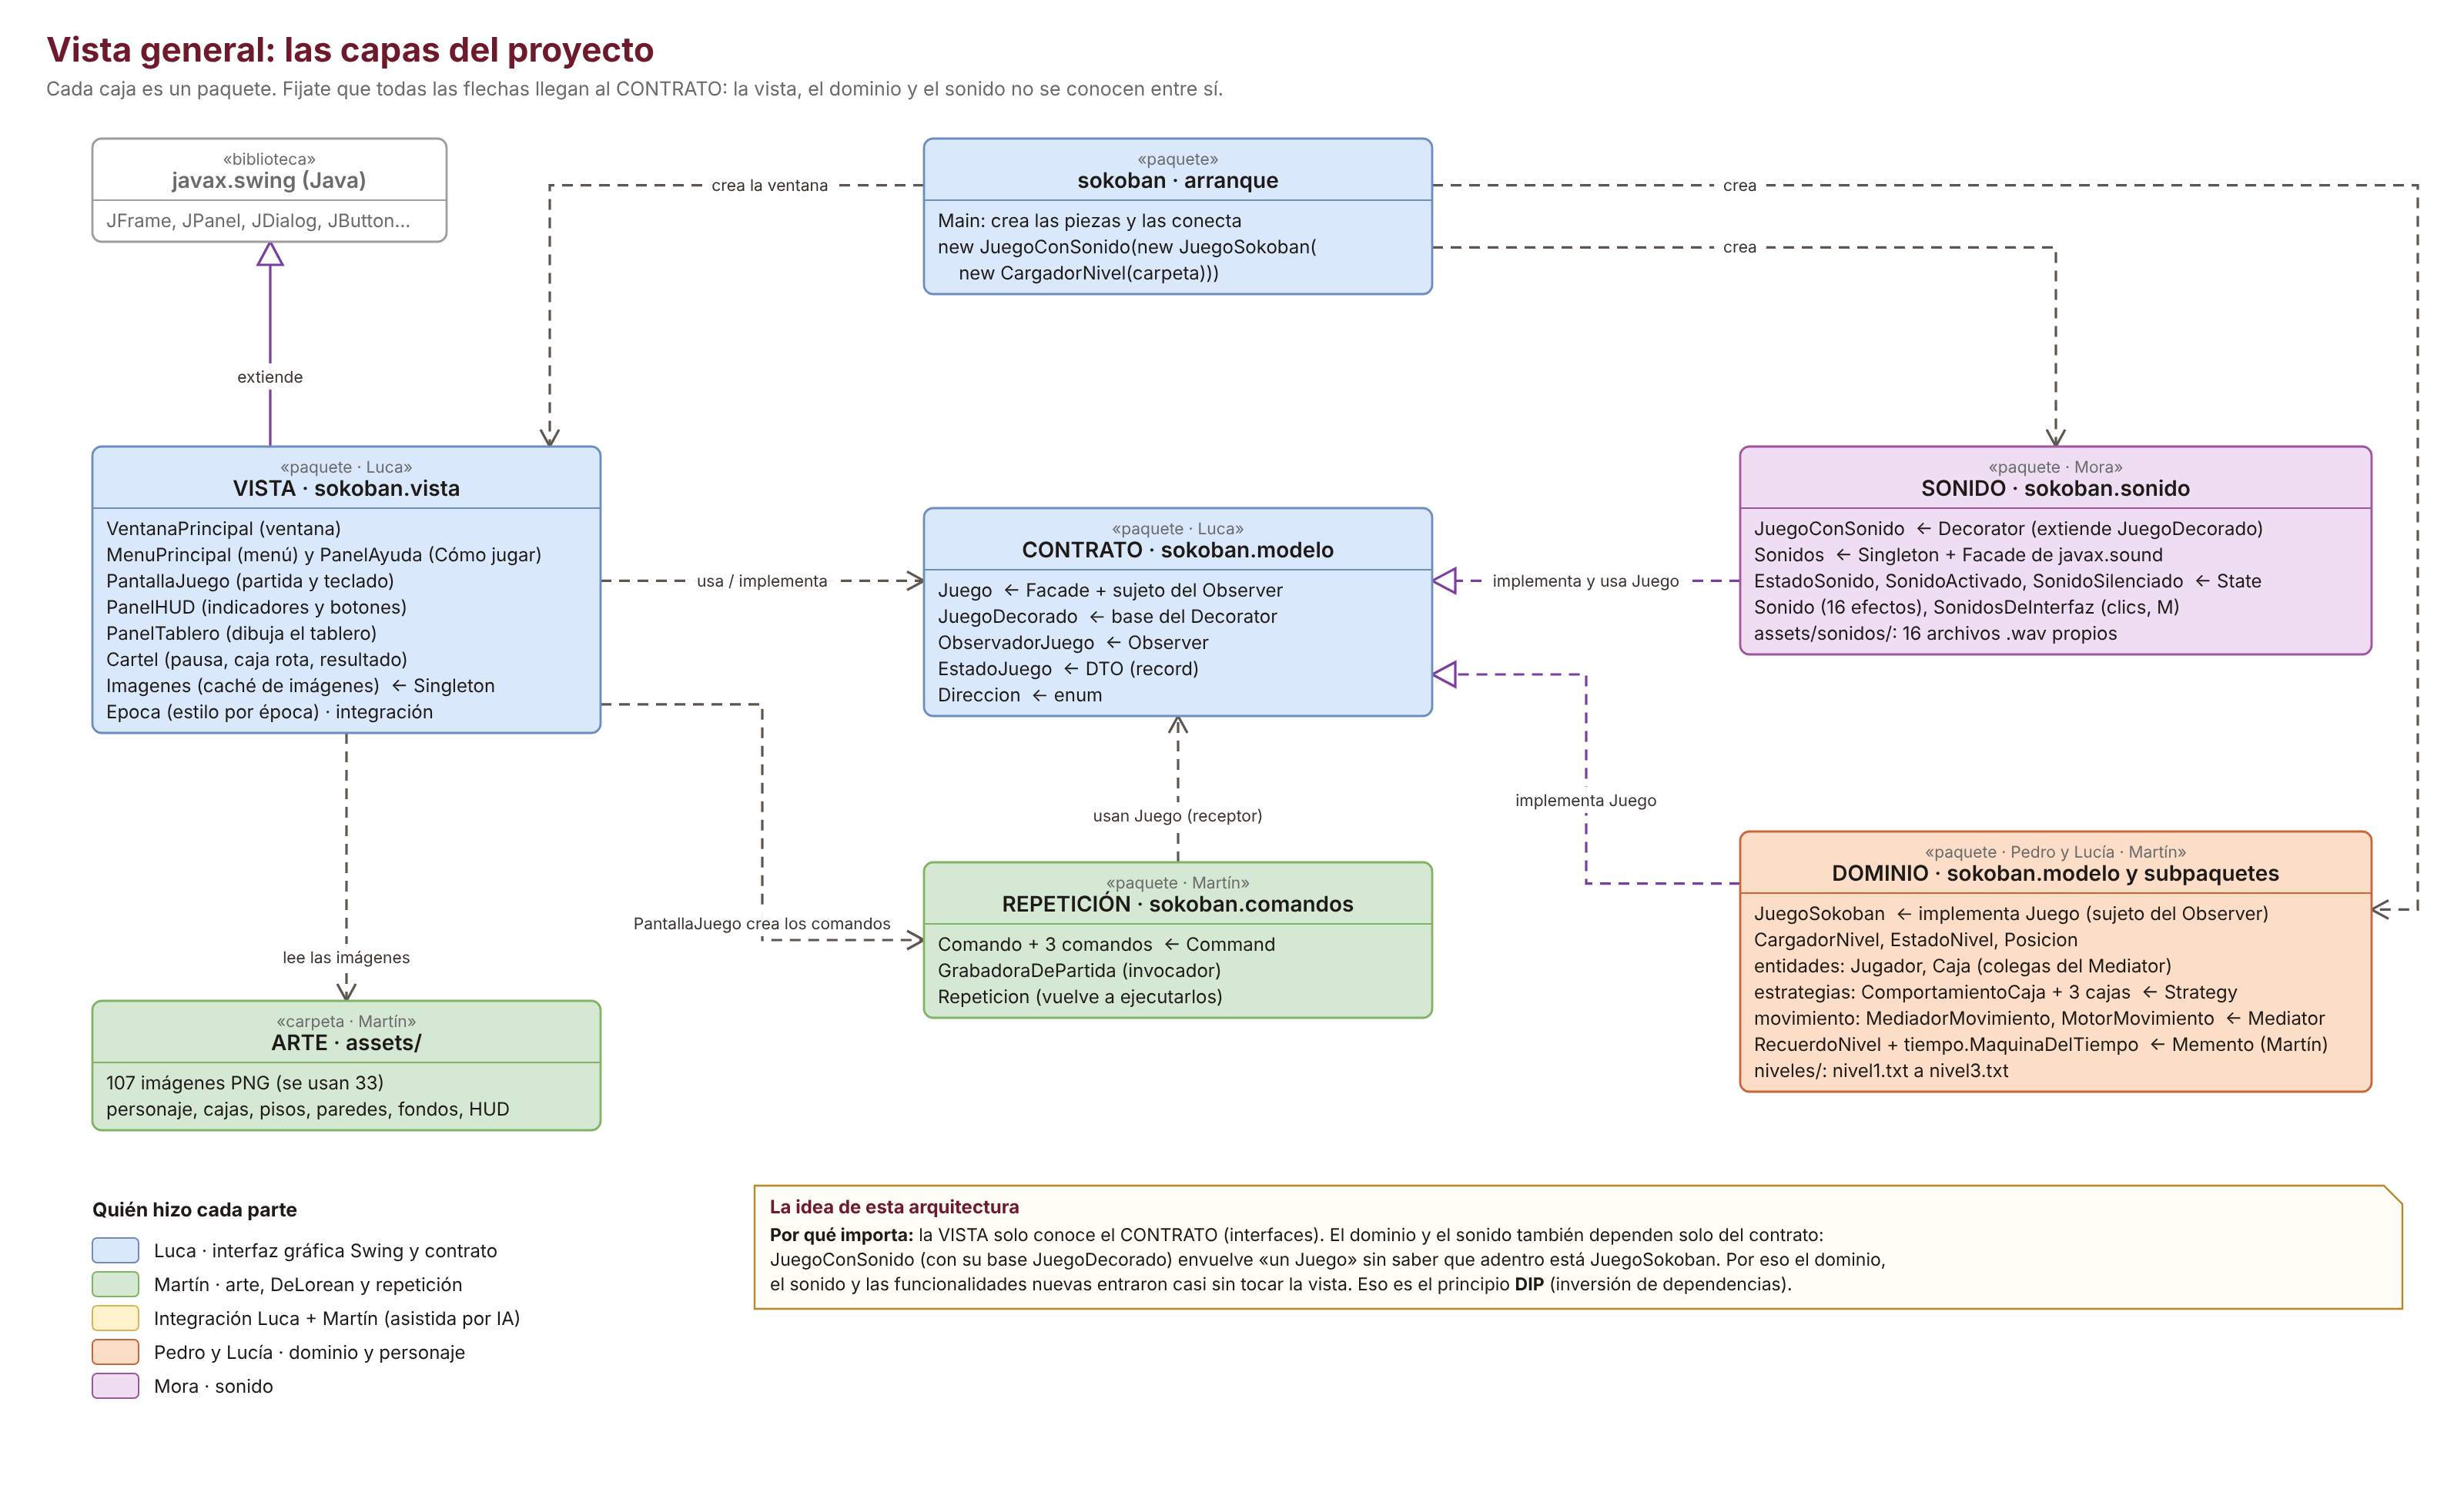 Vista general: las capas del proyecto
Cada caja es un paquete. Fijate que todas las flechas llegan al CONTRATO: la vista, el dominio y el sonido no se conocen entre sí.
«biblioteca»
javax.swing (Java)
JFrame, JPanel, JDialog, JButton...
crea la ventana
«paquete»
sokoban · arranque
Main: crea las piezas y las conecta
new JuegoConSonido(new JuegoSokoban(
new CargadorNivel(carpeta)))
crea
crea
extiende
«paquete · Luca»
VISTA · sokoban.vista
VentanaPrincipal (ventana)
MenuPrincipal (menú) y PanelAyuda (Cómo jugar)
PantallaJuego (partida y teclado)
PanelHUD (indicadores y botones)
PanelTablero (dibuja el tablero)
Cartel (pausa, caja rota, resultado)
Imagenes (caché de imágenes) ← Singleton
Epoca (estilo por época) · integración
usa / implementa
«paquete · Luca»
CONTRATO · sokoban.modelo
Juego ← Facade + sujeto del Observer
JuegoDecorado ← base del Decorator
ObservadorJuego ← Observer
EstadoJuego ← DTO (record)
Direccion ← enum
implementa y usa Juego
«paquete · Mora»
SONIDO · sokoban.sonido
JuegoConSonido ← Decorator (extiende JuegoDecorado)
Sonidos ← Singleton + Facade de javax.sound
EstadoSonido, SonidoActivado, SonidoSilenciado ← State
Sonido (16 efectos), SonidosDeInterfaz (clics, M)
assets/sonidos/: 16 archivos .wav propios
usan Juego (receptor)
implementa Juego
PantallaJuego crea los comandos
lee las imágenes
«paquete · Martín»
REPETICIÓN · sokoban.comandos
Comando + 3 comandos ← Command
GrabadoraDePartida (invocador)
Repeticion (vuelve a ejecutarlos)
«paquete · Pedro y Lucía · Martín»
DOMINIO · sokoban.modelo y subpaquetes
JuegoSokoban ← implementa Juego (sujeto del Observer)
CargadorNivel, EstadoNivel, Posicion
entidades: Jugador, Caja (colegas del Mediator)
estrategias: ComportamientoCaja + 3 cajas ← Strategy
movimiento: MediadorMovimiento, MotorMovimiento ← Mediator
RecuerdoNivel + tiempo.MaquinaDelTiempo ← Memento (Martín)
niveles/: nivel1.txt a nivel3.txt
«carpeta · Martín»
ARTE · assets/
107 imágenes PNG (se usan 33)
personaje, cajas, pisos, paredes, fondos, HUD
Quién hizo cada parte
Luca · interfaz gráfica Swing y contrato
Martín · arte, DeLorean y repetición
Integración Luca + Martín (asistida por IA)
Pedro y Lucía · dominio y personaje
Mora · sonido
La idea de esta arquitectura
Por qué importa: la VISTA solo conoce el CONTRATO (interfaces). El dominio y el sonido también dependen solo del contrato:
JuegoConSonido (con su base JuegoDecorado) envuelve «un Juego» sin saber que adentro está JuegoSokoban. Por eso el dominio,
el sonido y las funcionalidades nuevas entraron casi sin tocar la vista. Eso es el principio DIP (inversión de dependencias).